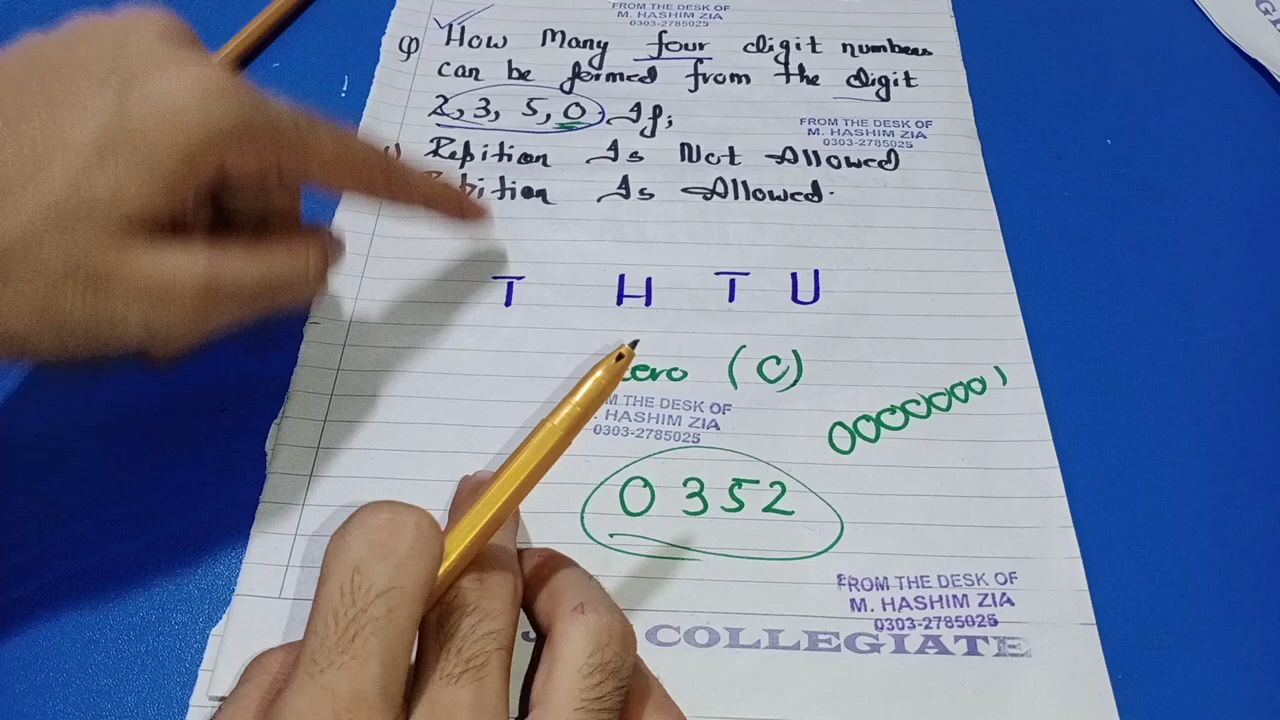 FROM THE DESK OF
M. HASHIM ZIA
0303-2785025
Q How Many four digit numbers
can be formed from the digit
2, 3, 5, 0 If;
FROM THE DESK OF
M. HASHIM ZIA
0303-2785025
Repition Is Not Allowed
Is Allowed.
T H T U
(C)
THE DESK OF
HASHIM ZIA
0303-2785025
0000000
0 3 5 2
FROM THE DESK OF
M. HASHIM ZIA
0303-2785025
COLLEGIATE